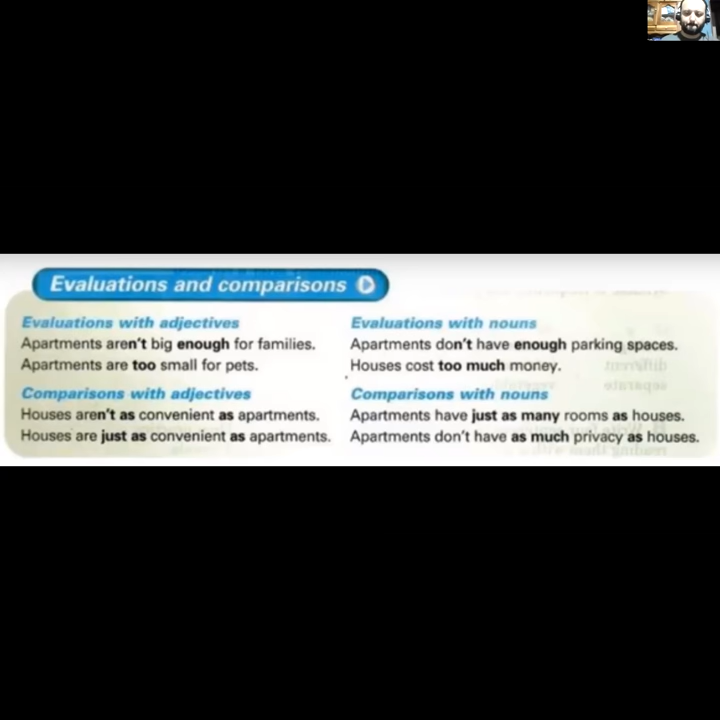 Evaluations and comparisons
Evaluations with adjectives
Apartments aren't big enough for families.
Apartments are too small for pets.
Comparisons with adjectives
Houses aren't as convenient as apartments.
Houses are just as convenient as apartments.
Evaluations with nouns
Apartments don't have enough parking spaces.
Houses cost too much money.
Comparisons with nouns
Apartments have just as many rooms as houses.
Apartments don't have as much privacy as houses.